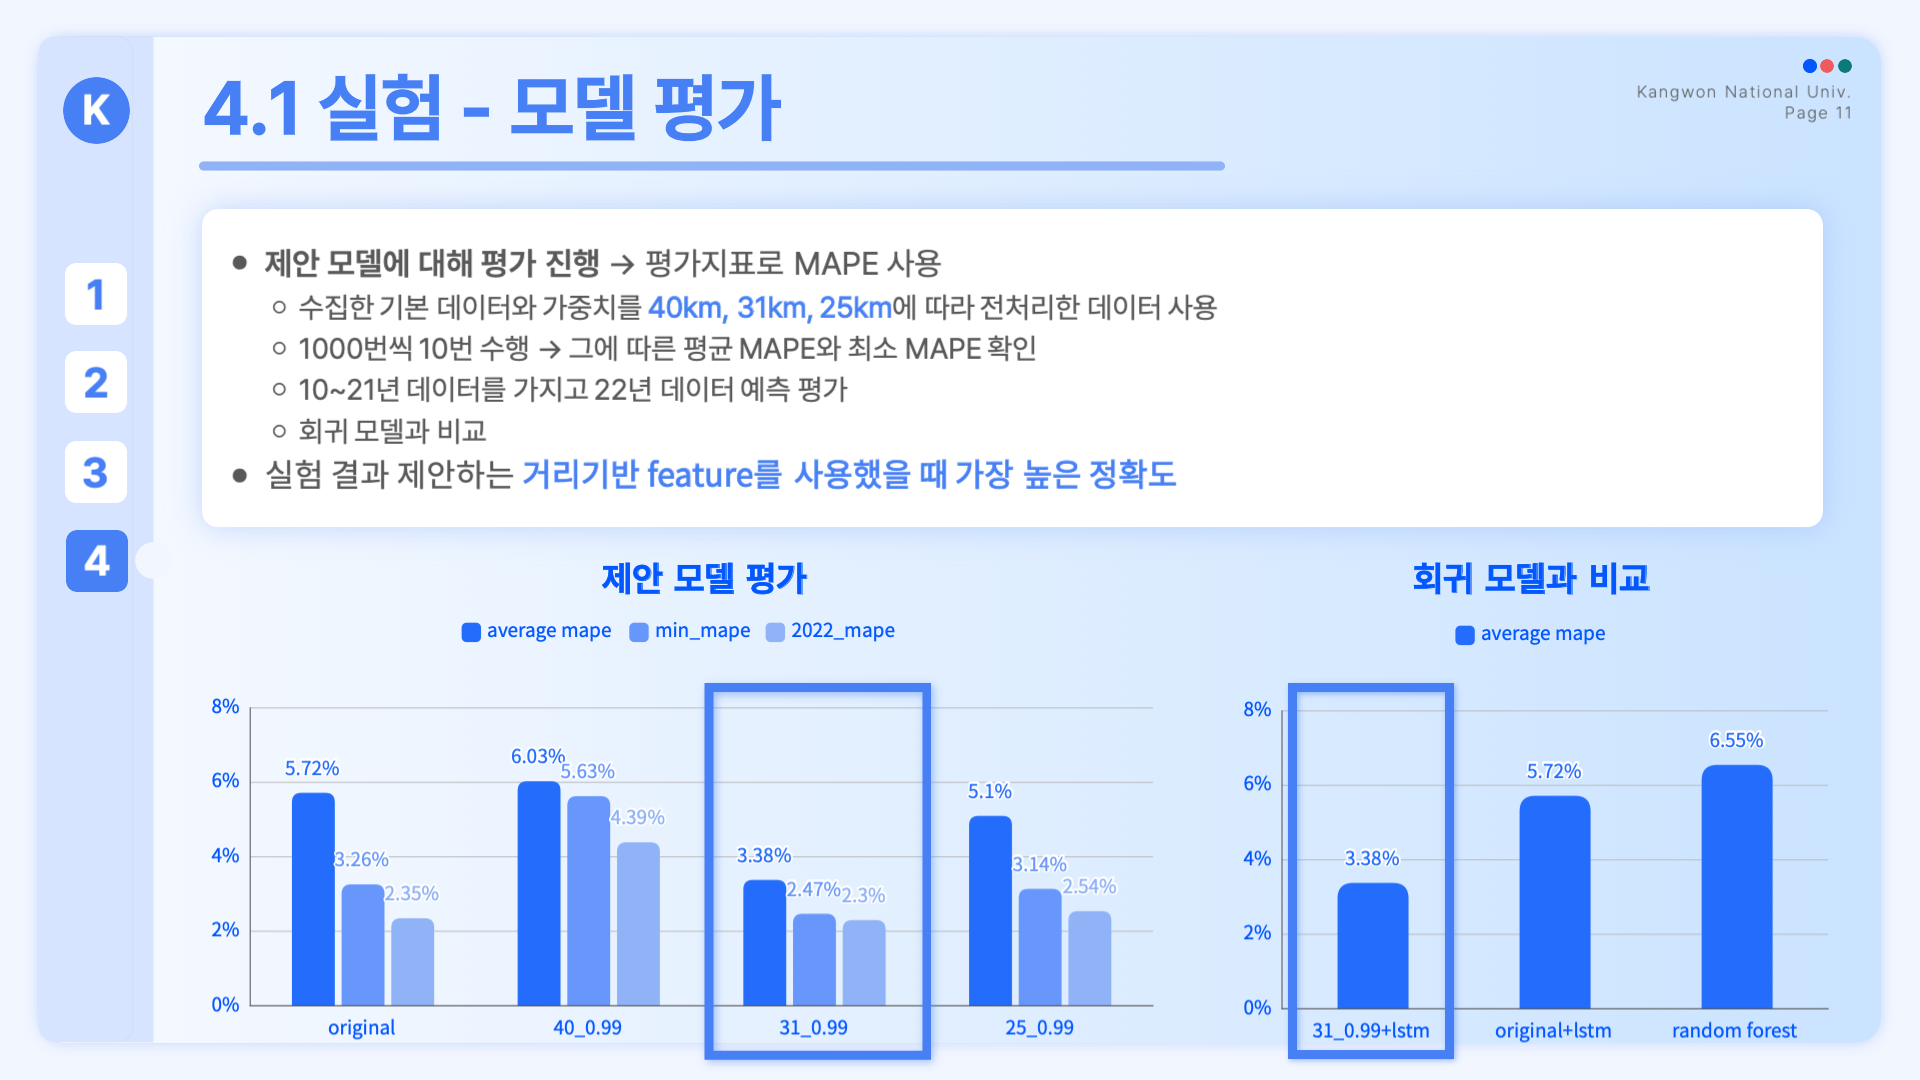 K
4.1 실험 - 모델 평가
Kangwon National Univ.
Page 11
1
2
3
4
● 제안 모델에 대해 평가 진행 → 평가지표로 MAPE 사용
○ 수집한 기본 데이터와 가중치를 40km, 31km, 25km에 따라 전처리한 데이터 사용
○ 1000번씩 10번 수행 → 그에 따른 평균 MAPE와 최소 MAPE 확인
○ 10~21년 데이터를 가지고 22년 데이터 예측 평가
○ 회귀 모델과 비교
● 실험 결과 제안하는 거리기반 feature를 사용했을 때 가장 높은 정확도
제안 모델 평가
average mape min_mape 2022_mape
8%
6%
4%
2%
0%
5.72% 3.26% 2.35%
6.03% 5.63% 4.39%
3.38% 2.47% 2.3%
5.1% 3.14% 2.54%
original 40_0.99 31_0.99 25_0.99
회귀 모델과 비교
average mape
8%
6%
4%
2%
0%
3.38% 5.72% 6.55%
31_0.99+lstm original+lstm random forest